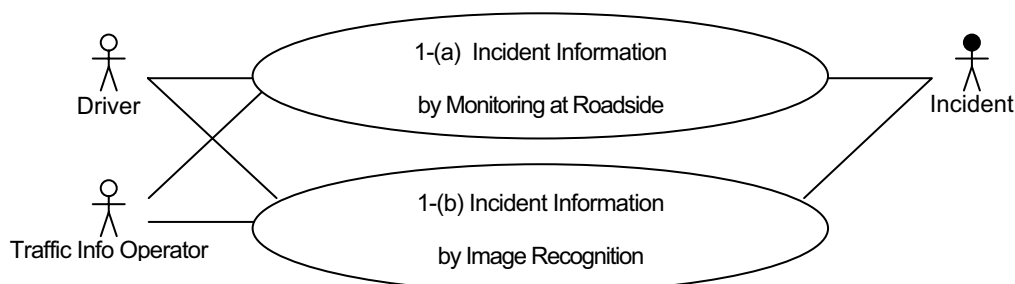 1-(a) Incident Information
by Monitoring at Roadside
Driver
Incident
1-(b) Incident Information
by Image Recognition
Traffic Info Operator